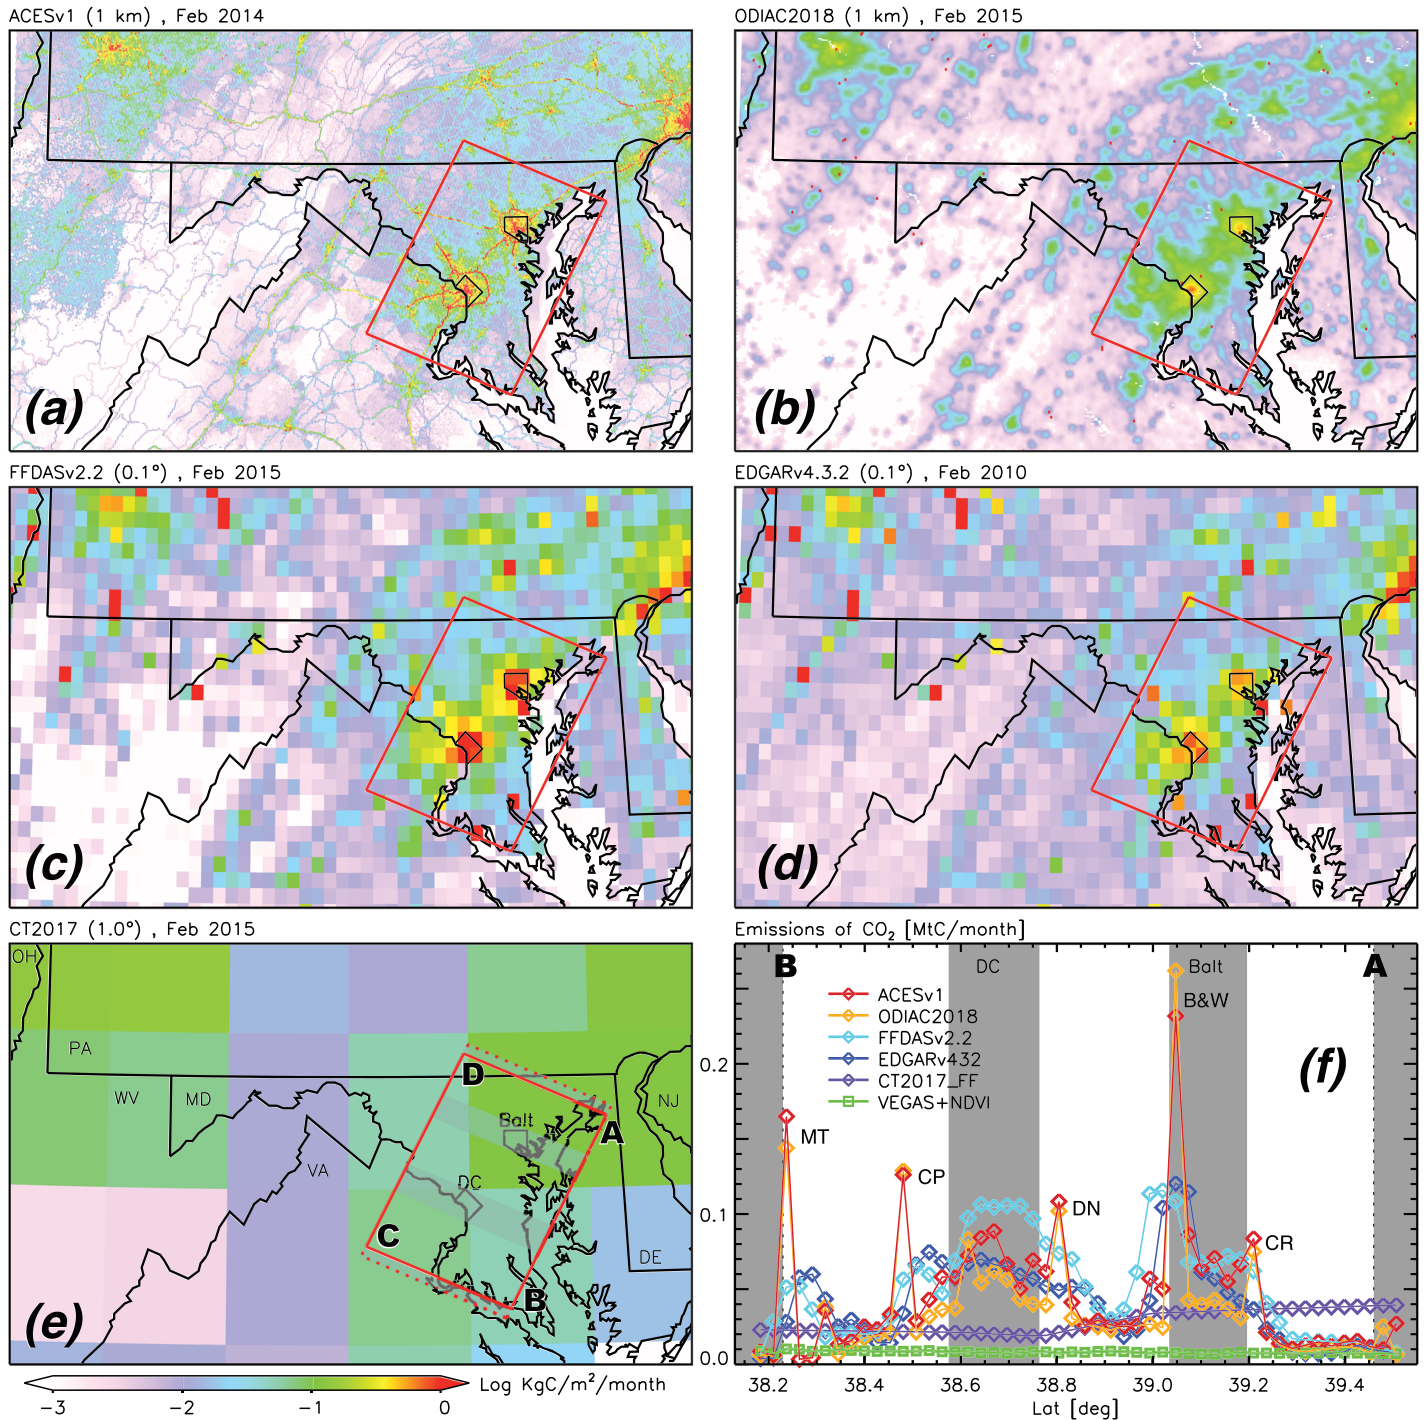 ACESv1 (1 km) , Feb 2014
(a)
ODIAC2018 (1 km) , Feb 2015
(b)
FFDASv2.2 (0.1°) , Feb 2015
(c)
EDGARv4.3.2 (0.1°) , Feb 2010
(d)
CT2017 (1.0°) , Feb 2015
OH
PA
WV
MD
NJ
VA
DE
D
Balt
A
DC
C
B
(e)
−3 −2 −1 0
Log KgC/m²/month
Emissions of CO₂ [MtC/month]
B
DC
Balt
A
B&W
ACESv1
ODIAC2018
FFDASv2.2
EDGARv432
CT2017_FF
VEGAS+NDVI
(f)
MT
CP
DN
CR
0.2
0.1
0.0
38.2 38.4 38.6 38.8 39.0 39.2 39.4
Lat [deg]